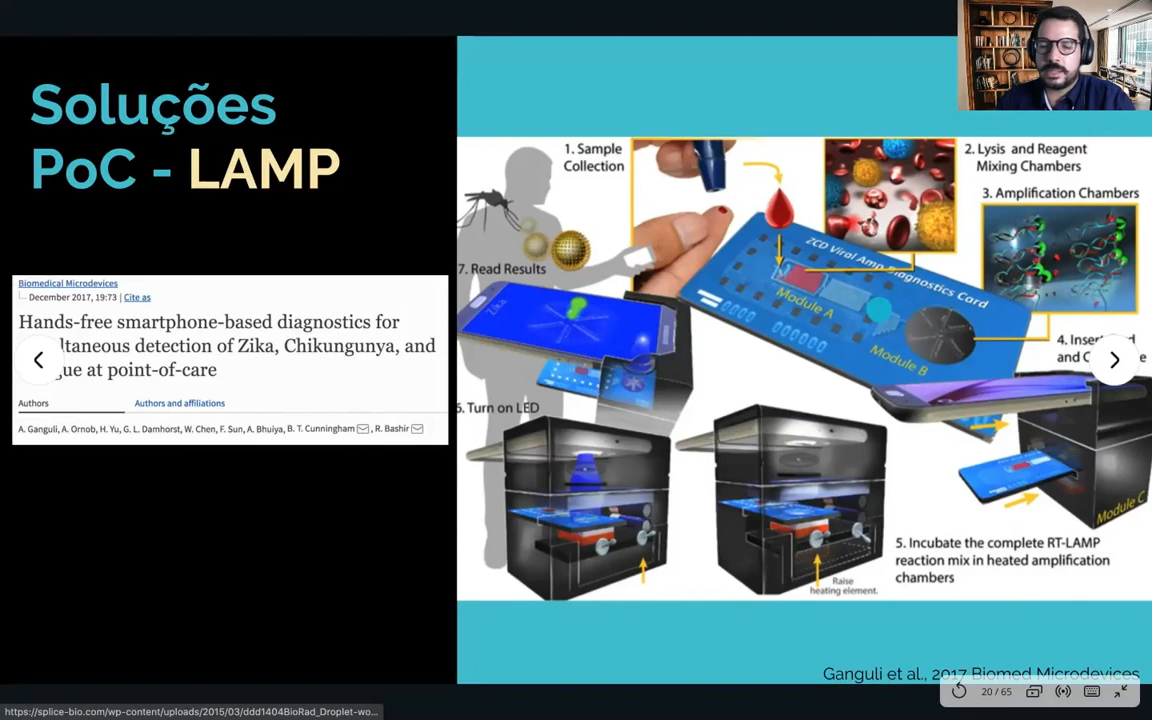 Soluções
PoC - LAMP
Biomedical Microdevices
December 2017, 19:73 | Cite as
Hands-free smartphone-based diagnostics for
ltaneous detection of Zika, Chikungunya, and
ue at point-of-care
Authors
Authors and affiliations
A. Ganguli, A. Ornob, H. Yu, G. L. Damhorst, W. Chen, F. Sun, A. Bhuiya, B. T. Cunningham, R. Bashir
1. Sample
Collection
2. Lysis and Reagent
Mixing Chambers
3. Amplification Chambers
ZCD Viral Amp Diagnostics Card
Module A
Module B
7. Read Results
Zika
4. Inser
and C
6. Turn on LED
Module C
5. Incubate the complete RT-LAMP
reaction mix in heated amplification
chambers
Raise
heating element.
Ganguli et al., 2017 Biomed Microdevices
20 / 65
https://splice-bio.com/wp-content/uploads/2015/03/ddd1404BioRad_Droplet-wo...